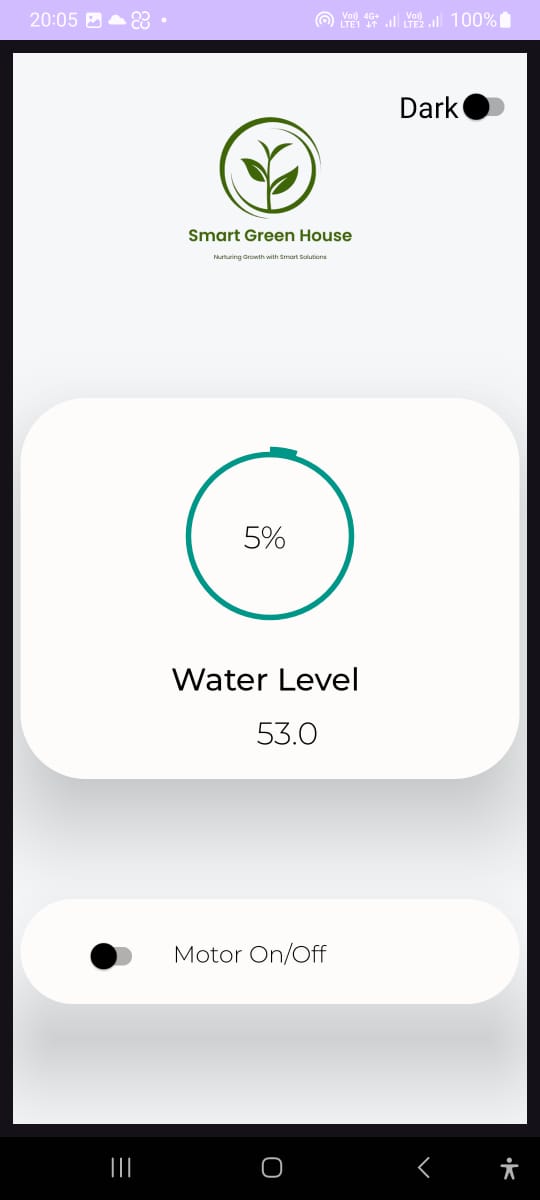 20:05 Vo) LTE1 4G+ Vo) LTE2 100%
Dark
Smart Green House
Nurturing Growth with Smart Solutions
5%
Water Level
53.0
Motor On/Off